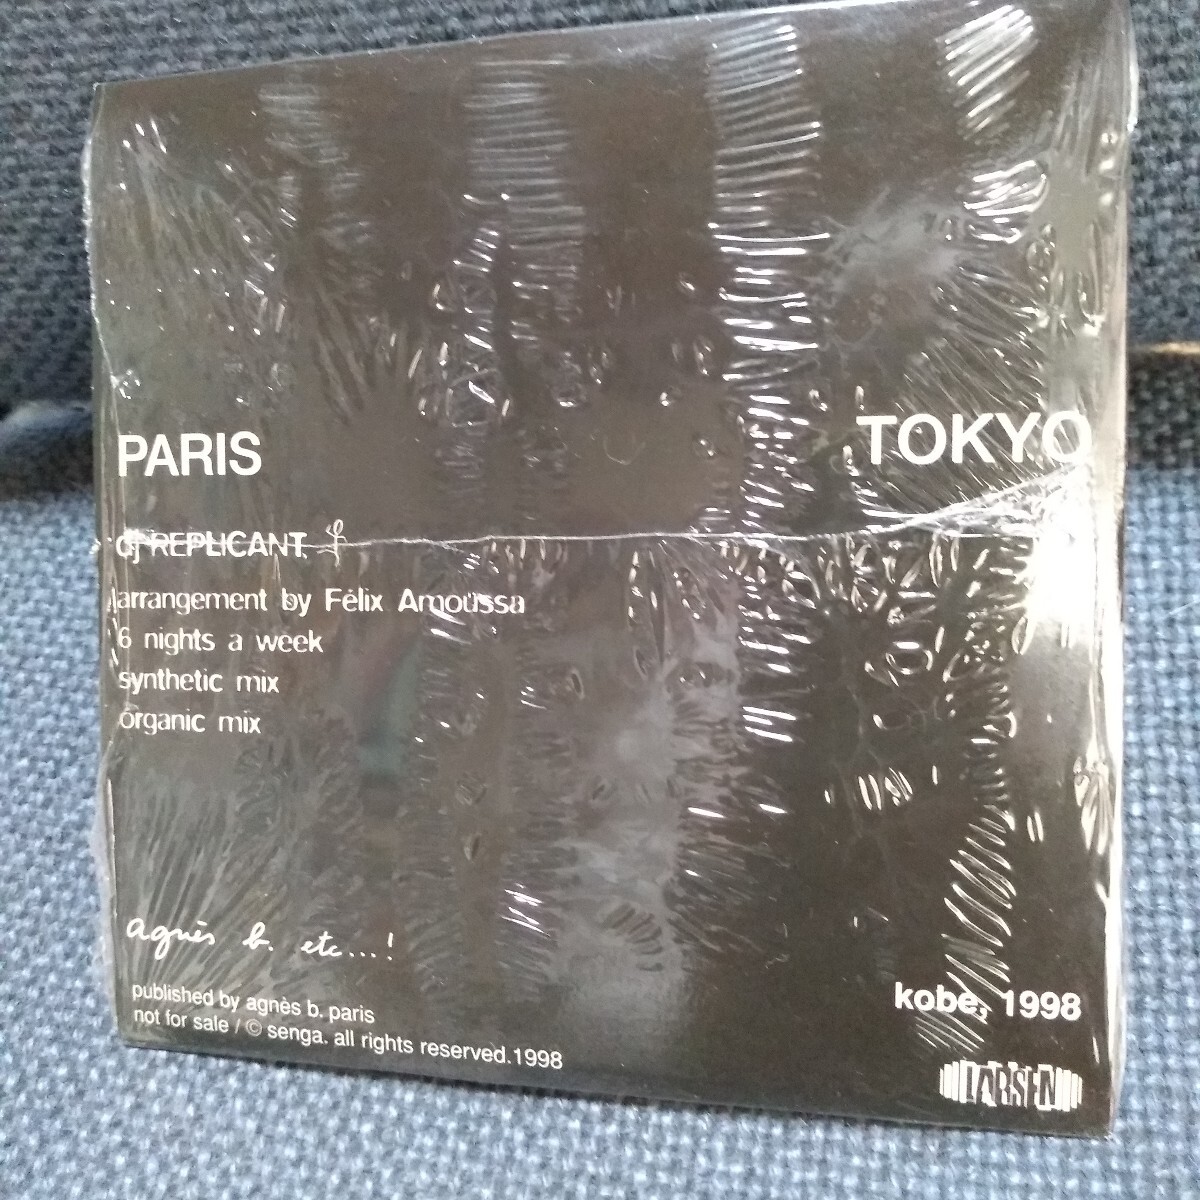 PARIS
TOKYO
dj REPLICANT
arrangement by Félix Amoussa
6 nights a week
synthetic mix
organic mix
agnès b. etc...!
published by agnès b. paris
not for sale / © senga. all rights reserved.1998
kobe, 1998
LARSEN